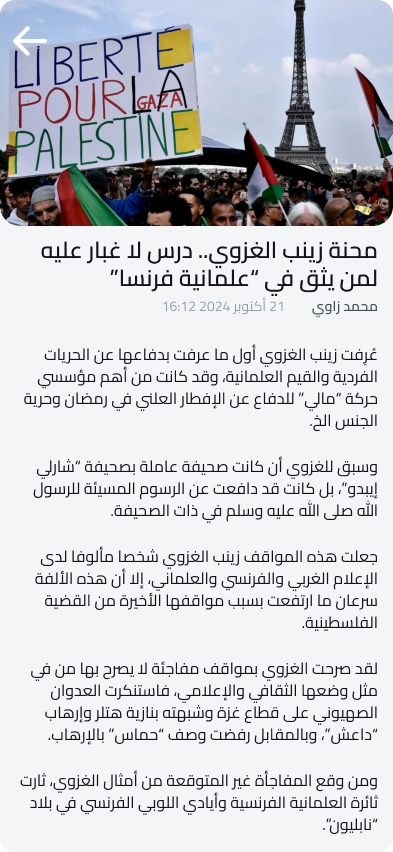 LIBERTÉ
POUR LA
GAZA
PALESTINE
محنة زينب الغزوي.. درس لا غبار عليه
لمن يثق في “علمانية فرنسا”
محمد زاوي
21 أكتوبر 2024 16:12
عُرفت زينب الغزوي أول ما عرفت بدفاعها عن الحريات
الفردية والقيم العلمانية، وقد كانت من أهم مؤسسي
حركة “مالي” للدفاع عن الإفطار العلني في رمضان وحرية
الجنس الخ.
وسبق للغزوي أن كانت صحيفة عاملة بصحيفة “شارلي
إيبدو”، بل كانت قد دافعت عن الرسوم المسيئة للرسول
الله صلى الله عليه وسلم في ذات الصحيفة.
جعلت هذه المواقف زينب الغزوي شخصا مألوفا لدى
الإعلام الغربي والفرنسي والعلماني، إلا أن هذه الألفة
سرعان ما ارتفعت بسبب مواقفها الأخيرة من القضية
الفلسطينية.
لقد صرحت الغزوي بمواقف مفاجئة لا يصرح بها من في
مثل وضعها الثقافي والإعلامي، فاستنكرت العدوان
الصهيوني على قطاع غزة وشبهته بنازية هتلر وإرهاب
“داعش”، وبالمقابل رفضت وصف “حماس” بالإرهاب.
ومن وقع المفاجأة غير المتوقعة من أمثال الغزوي، ثارت
ثائرة العلمانية الفرنسية وأيادي اللوبي الفرنسي في بلاد
“نابليون”.